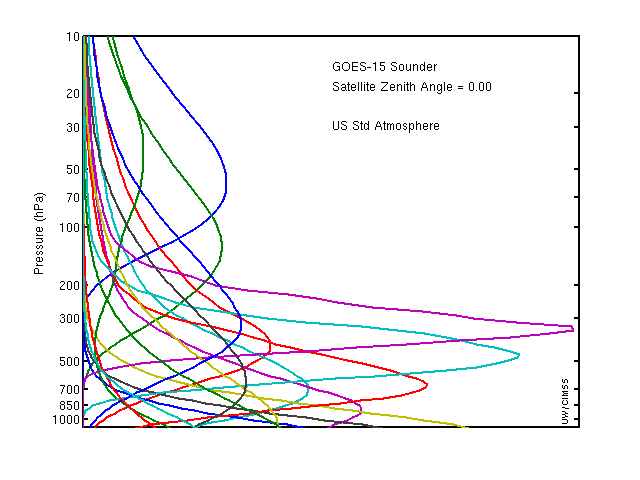 GOES-15 Sounder
Satellite Zenith Angle = 0.00
US Std Atmosphere
Pressure (hPa)
10
20
30
50
70
100
200
300
500
700
850
1000
UW/CIMSS